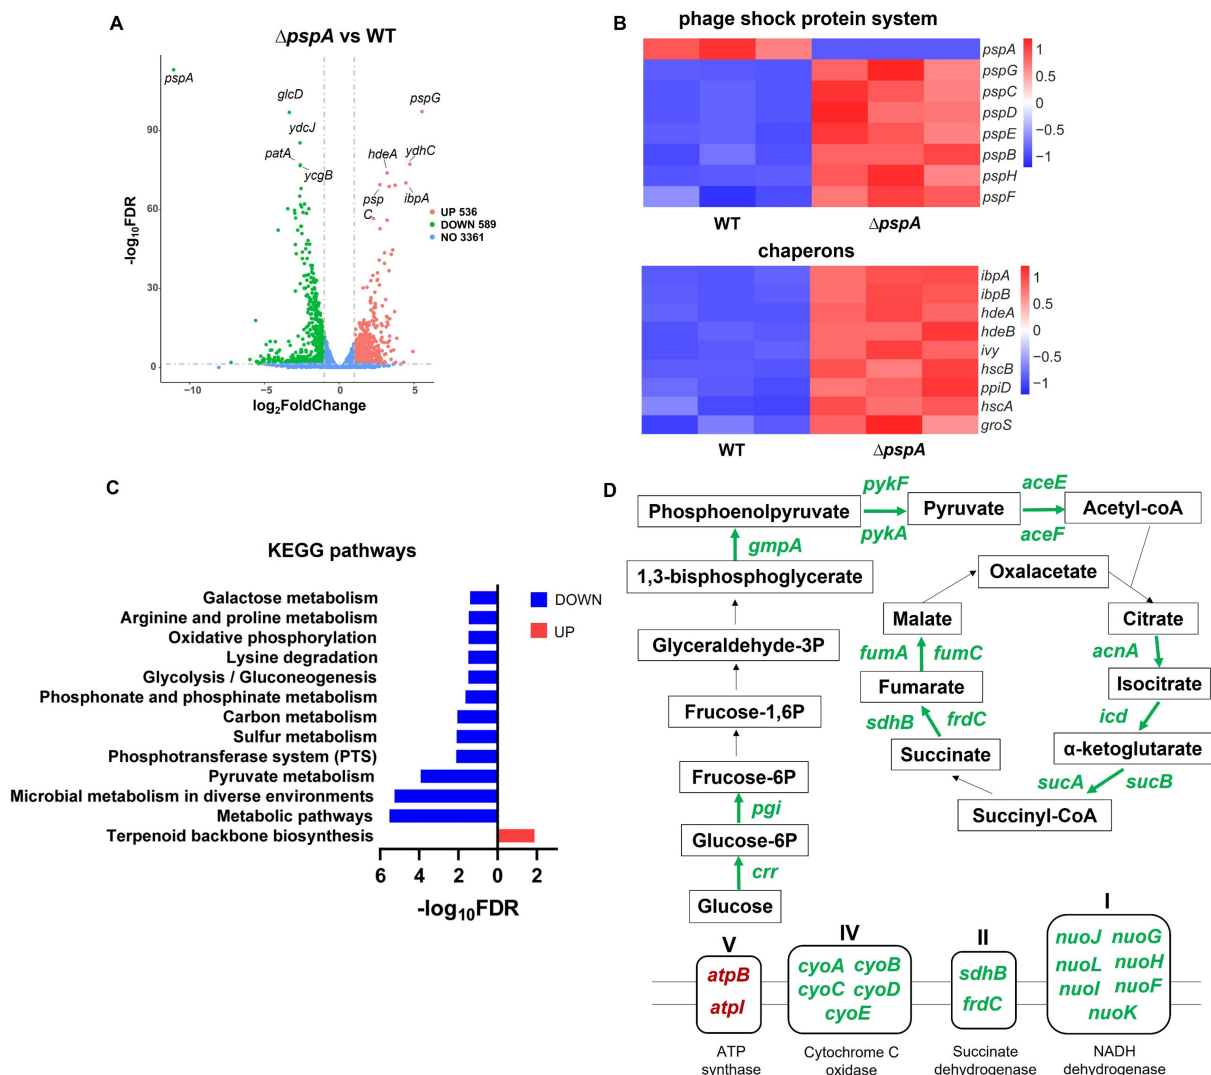 A
ΔpspA vs WT
pspA
glcD
ydcJ
patA
ycgB
pspG
hdeA
ydhC
psp
C
ibpA
UP 536
DOWN 589
NO 3361
-log10FDR
90
60
30
0
−10
−5
0
5
log2FoldChange
B
phage shock protein system
pspA
pspG
pspC
pspD
pspE
pspB
pspH
pspF
1
0.5
0
−0.5
−1
WT
ΔpspA
chaperons
ibpA
ibpB
hdeA
hdeB
ivy
hscB
ppiD
hscA
groS
1
0.5
0
−0.5
−1
WT
ΔpspA
C
KEGG pathways
Galactose metabolism
Arginine and proline metabolism
Oxidative phosphorylation
Lysine degradation
Glycolysis / Gluconeogenesis
Phosphonate and phosphinate metabolism
Carbon metabolism
Sulfur metabolism
Phosphotransferase system (PTS)
Pyruvate metabolism
Microbial metabolism in diverse environments
Metabolic pathways
Terpenoid backbone biosynthesis
DOWN
UP
6 4 2 0 2
-log10FDR
D
Phosphoenolpyruvate
pykF
pykA
Pyruvate
aceE
aceF
Acetyl-coA
gmpA
1,3-bisphosphoglycerate
Glyceraldehyde-3P
Frucose-1,6P
Frucose-6P
pgi
Glucose-6P
crr
Glucose
Oxalacetate
Malate
Citrate
fumA fumC
acnA
Fumarate
Isocitrate
sdhB frdC
icd
Succinate
α-ketoglutarate
sucA sucB
Succinyl-CoA
V
atpB
atpI
ATP
synthase
IV
cyoA cyoB
cyoC cyoD
cyoE
Cytochrome C
oxidase
II
sdhB
frdC
Succinate
dehydrogenase
I
nuoJ nuoG
nuoL nuoH
nuoI nuoF
nuoK
NADH
dehydrogenase